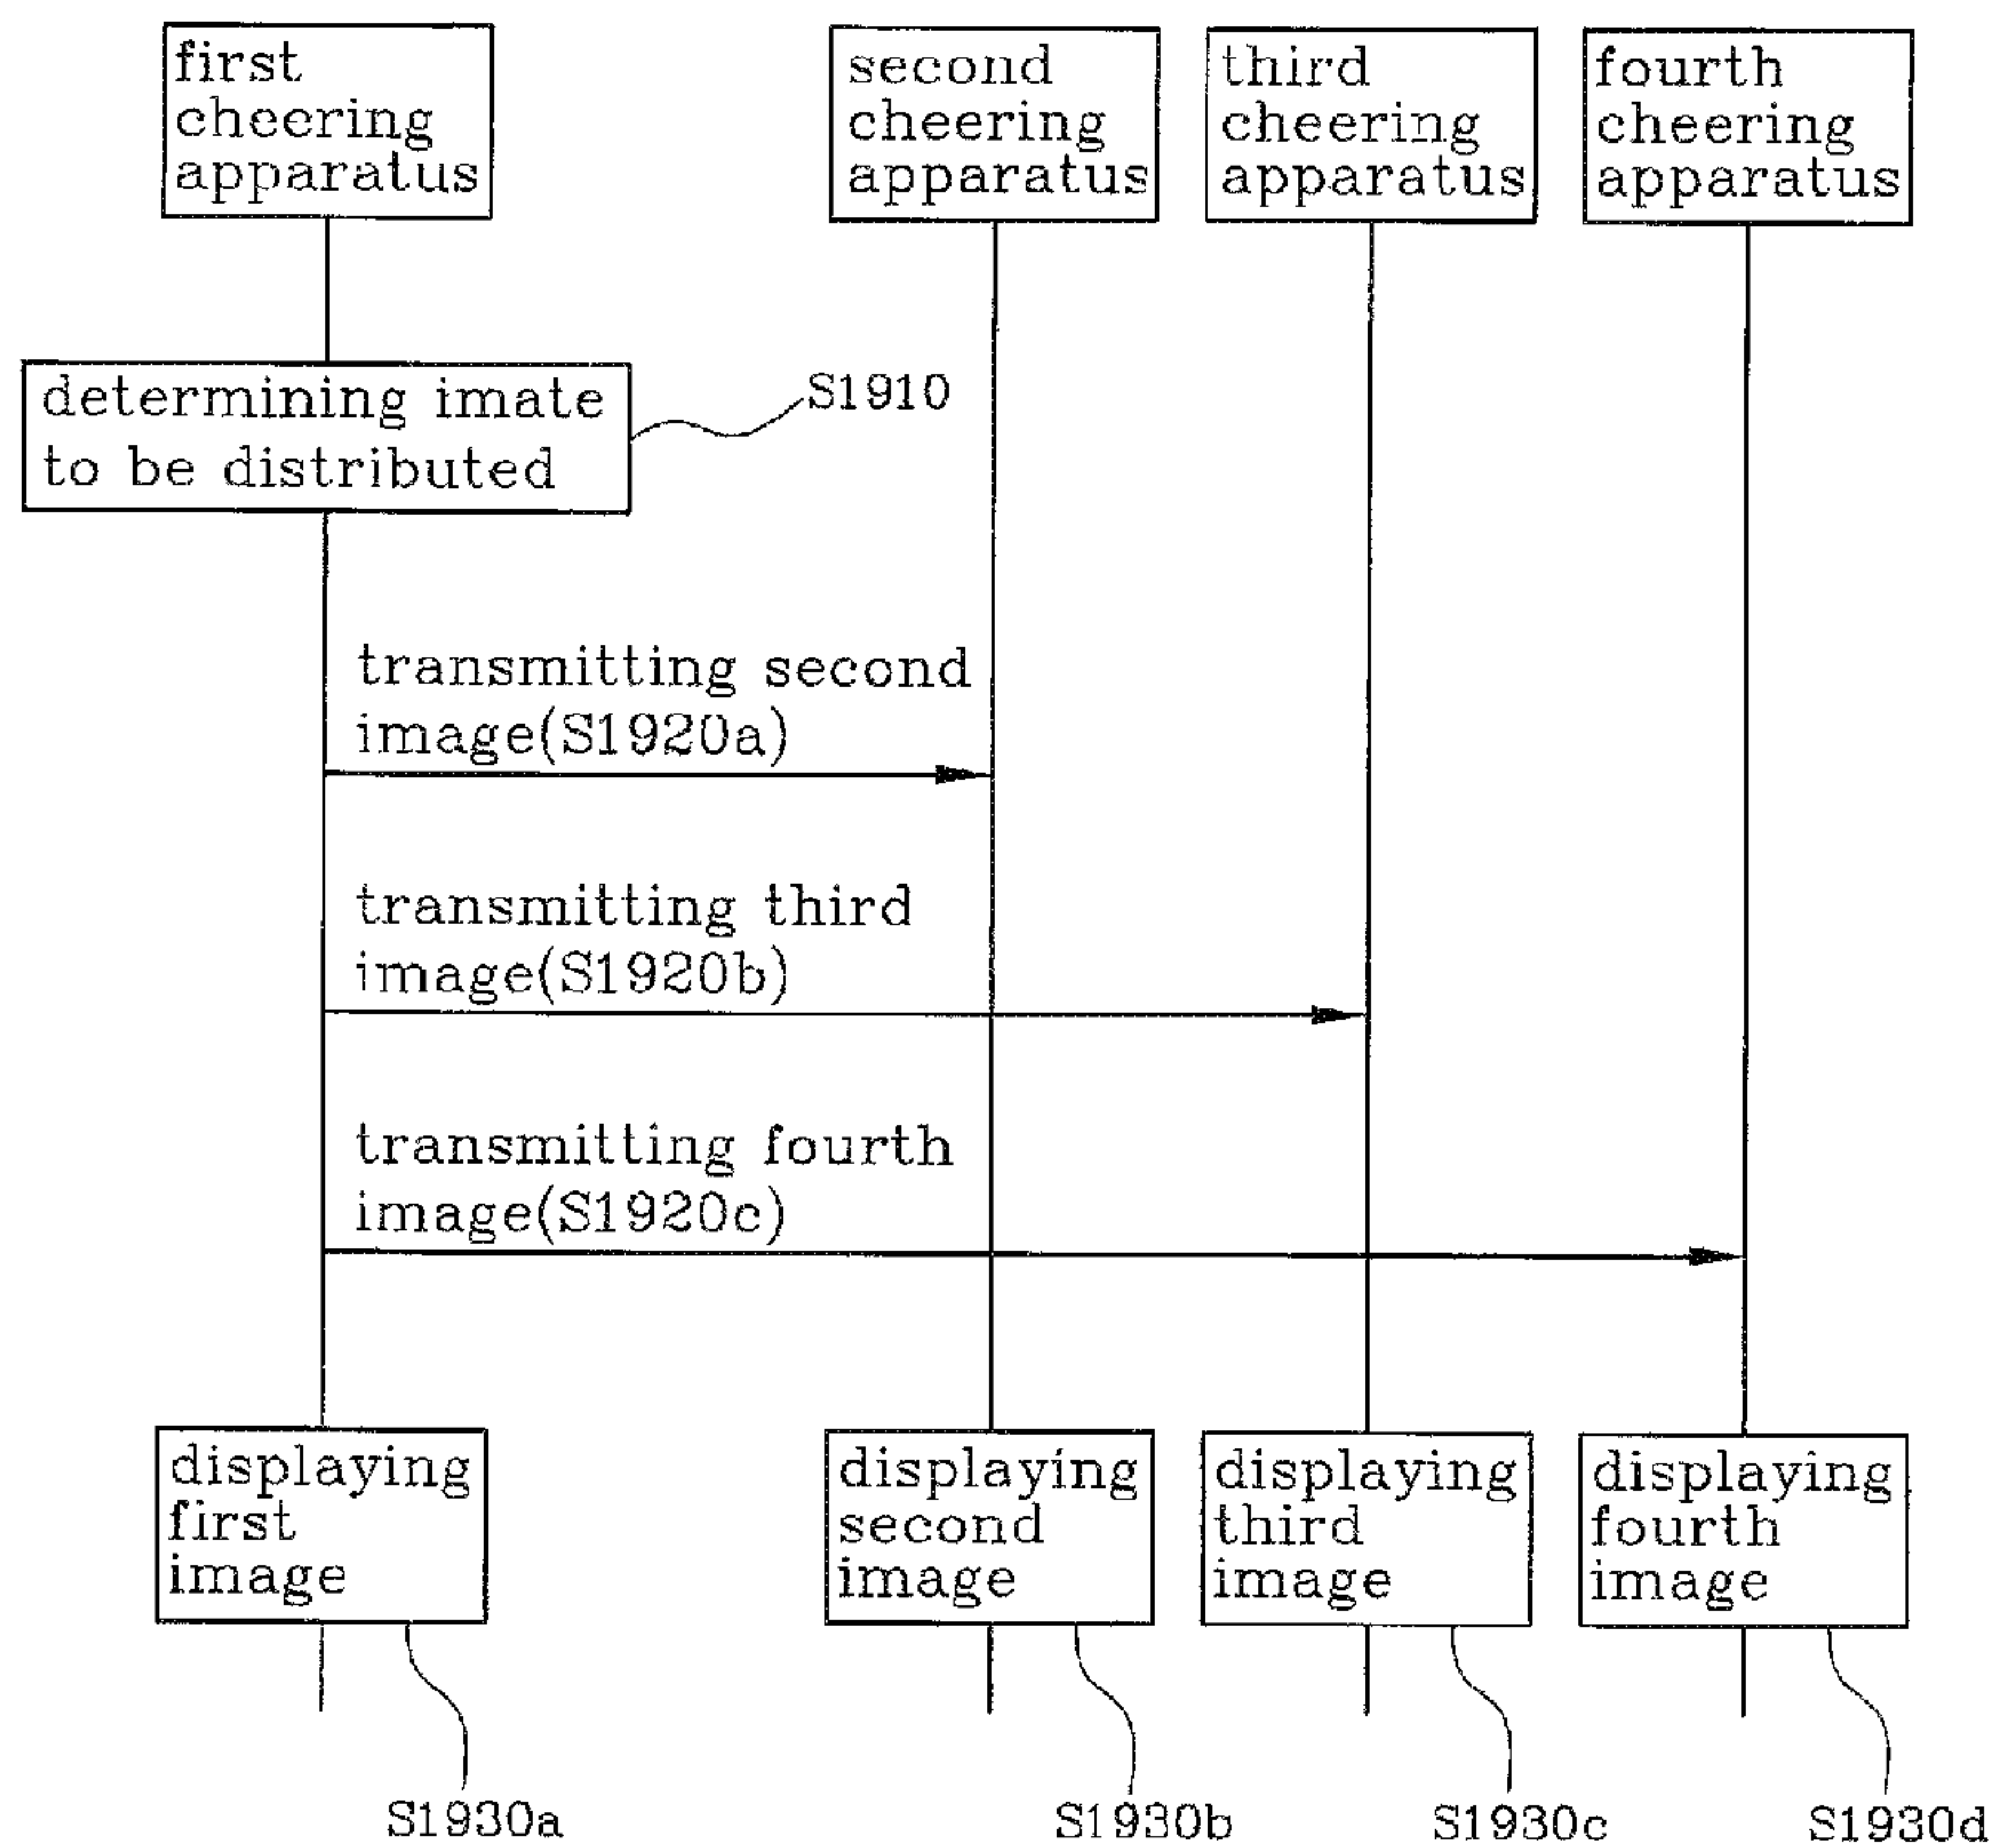 first
cheering
apparatus
second
cheering
apparatus
third
cheering
apparatus
fourth
cheering
apparatus
determining imate
to be distributed
S1910
transmitting second
image(S1920a)
transmitting third
image(S1920b)
transmitting fourth
image(S1920c)
displaying
first
image
displaying
second
image
displaying
third
image
displaying
fourth
image
S1930a
S1930b
S1930c
S1930d